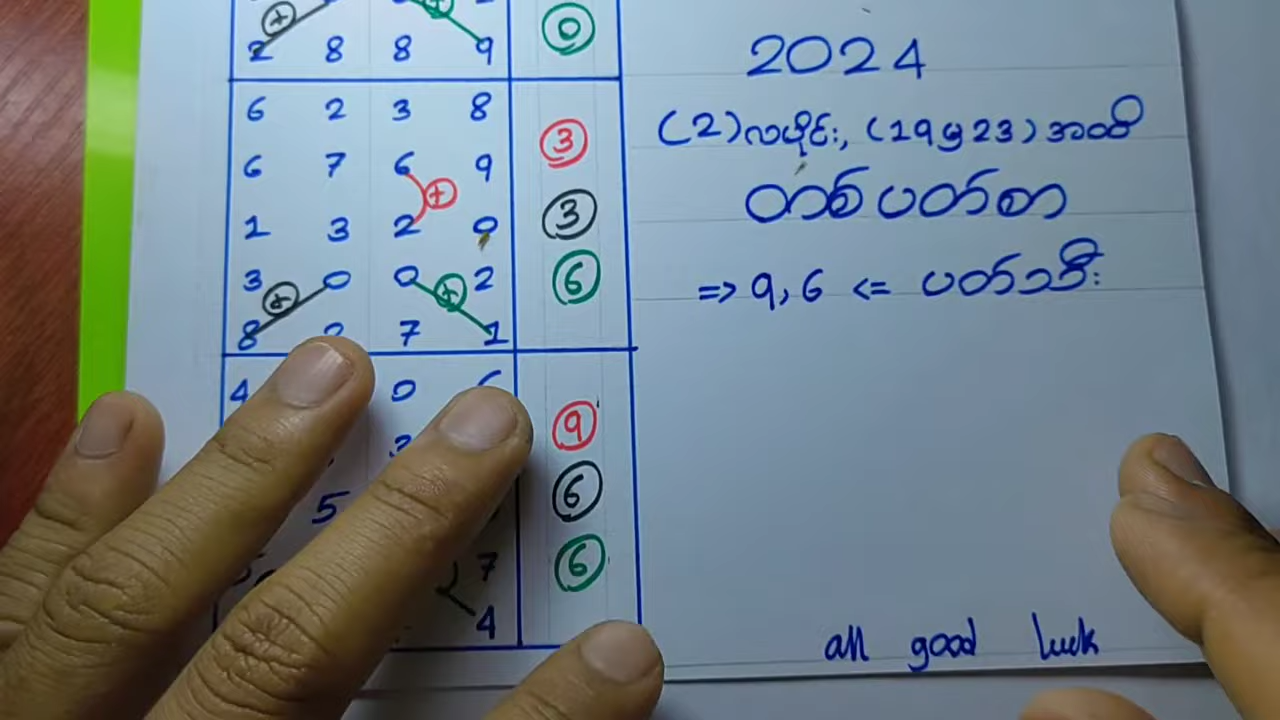 2 8 8 9
0
6 2 3 8
6 7 6 9
3
+
1 3 2 0
3
3 0 0 2
6
+ +
8 7 1
4 0
9
5
6
7
6
4
2024
(2)လပိုင်း, (19မှ23)အထိ
တစ်ပတ်စာ
=> 9,6 <= ပတ်သီး
all good luck